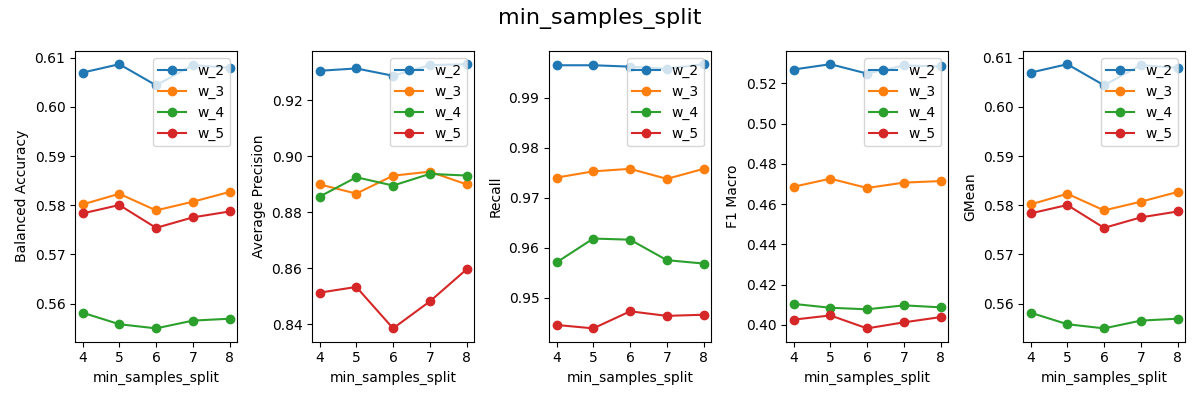 min_samples_split
Balanced Accuracy
0.61
0.60
0.59
0.58
0.57
0.56
4 5 6 7 8
min_samples_split
w_2
w_3
w_4
w_5
Average Precision
0.92
0.90
0.88
0.86
0.84
4 5 6 7 8
min_samples_split
w_2
w_3
w_4
w_5
Recall
0.99
0.98
0.97
0.96
0.95
4 5 6 7 8
min_samples_split
w_2
w_3
w_4
w_5
F1 Macro
0.52
0.50
0.48
0.46
0.44
0.42
0.40
4 5 6 7 8
min_samples_split
w_2
w_3
w_4
w_5
GMean
0.61
0.60
0.59
0.58
0.57
0.56
4 5 6 7 8
min_samples_split
w_2
w_3
w_4
w_5